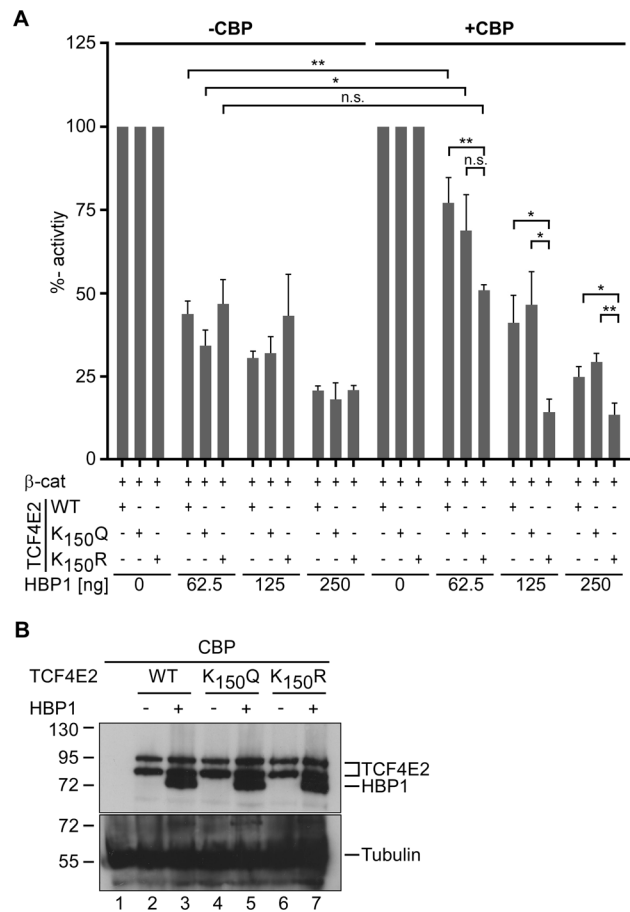 A
-CBP +CBP
125
**
*
n.s.
100
**
n.s.
75
*
*
%- activtiy
50
*
**
25
0
β-cat + + + + + + + + + + + + + + + + + + + + + + + +
TCF4E2
WT + - - + - - + - - + - - + - - + - - + - - + - -
K150Q - + - - + - - + - - + - - + - - + - - + - - + -
K150R - - + - - + - - + - - + - - + - - + - - + - - +
HBP1 [ng] 0 62.5 125 250 0 62.5 125 250
B
CBP
TCF4E2 WT K150Q K150R
HBP1 - + - + - +
130
95
TCF4E2
72
HBP1
72
Tubulin
55
1 2 3 4 5 6 7